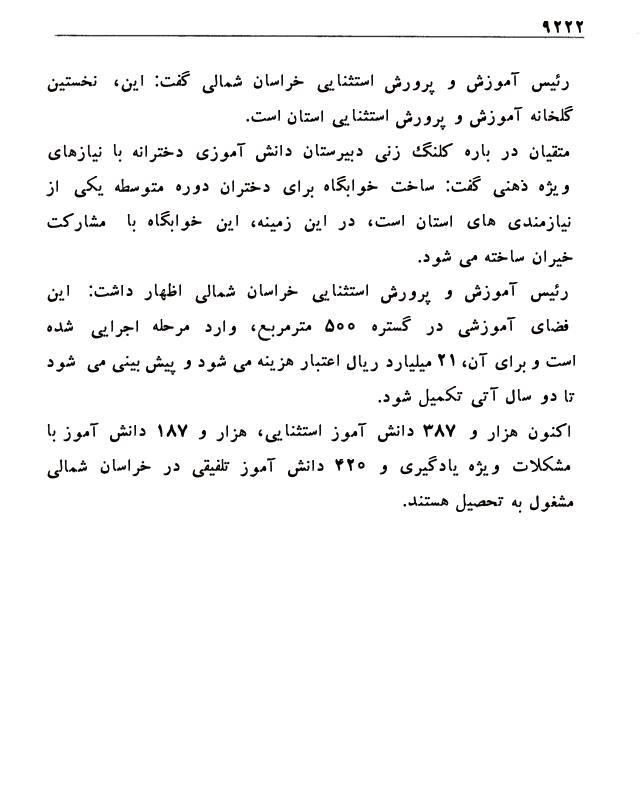 ۹۲۲۲
رئیس آموزش و پرورش استثنایی خراسان شمالی گفت: این، نخستین
گلخانه آموزش و پرورش استثنایی استان است.
متقیان در باره کلنگ زنی دبیرستان دانش آموزی دخترانه با نیازهای
ویژه ذهنی گفت: ساخت خوابگاه برای دختران دوره متوسطه یکی از
نیازمندی های استان است، در این زمینه، این خوابگاه با مشارکت
خیران ساخته می شود.
رئیس آموزش و پرورش استثنایی خراسان شمالی اظهار داشت: این
فضای آموزشی در گستره ۵۰۰ مترمربع، وارد مرحله اجرایی شده
است و برای آن، ۲۱ میلیارد ریال اعتبار هزینه می شود و پیش بینی می شود
تا دو سال آتی تکمیل شود.
اکنون هزار و ۳۸۷ دانش آموز استثنایی، هزار و ۱۸۷ دانش آموز با
مشکلات ویژه یادگیری و ۴۲۰ دانش آموز تلفیقی در خراسان شمالی
مشغول به تحصیل هستند.